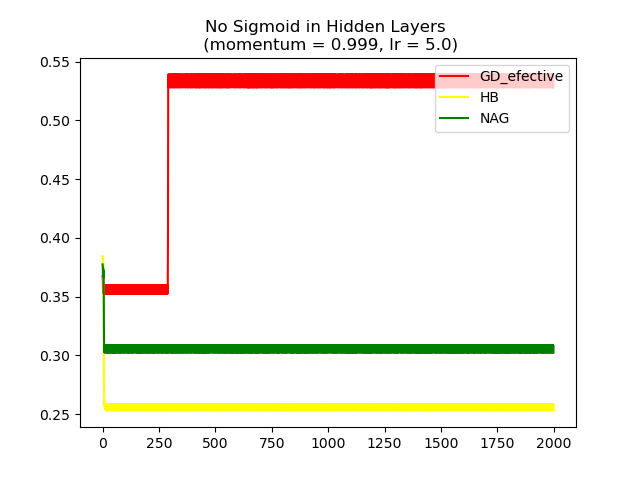 No Sigmoid in Hidden Layers
(momentum = 0.999, lr = 5.0)
0.55
0.50
0.45
0.40
0.35
0.30
0.25
GD_efective
HB
NAG
0 250 500 750 1000 1250 1500 1750 2000